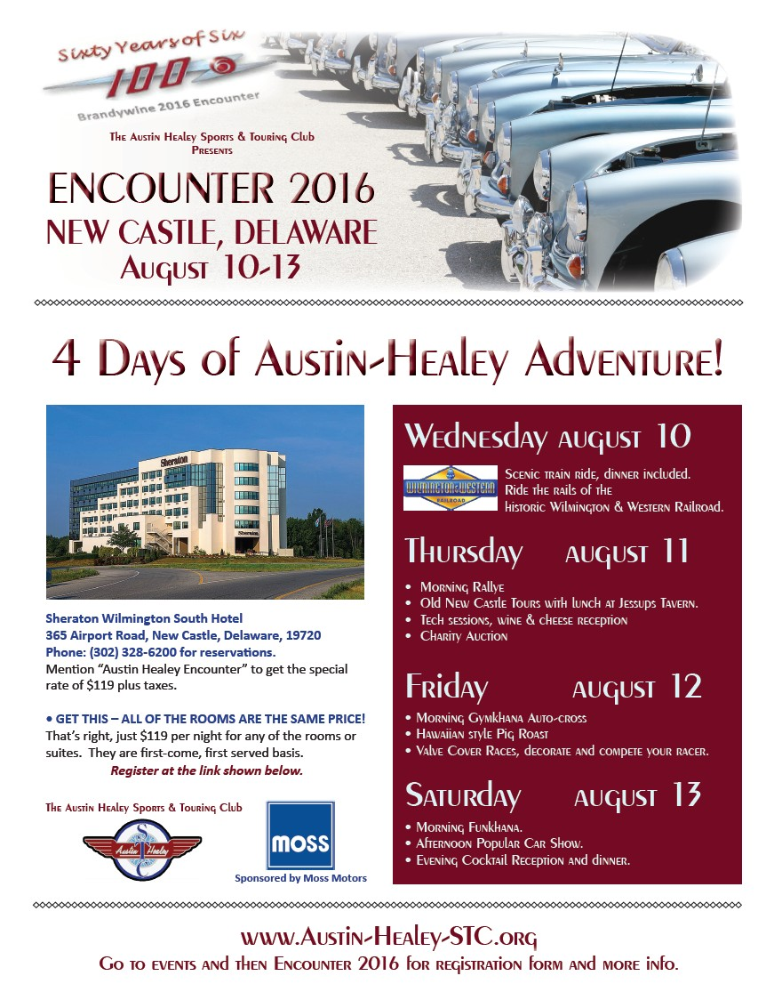 Sixty Years of Six
100 6
Brandywine 2016 Encounter
The Austin Healey Sports & Touring Club
Presents
ENCOUNTER 2016
NEW CASTLE, DELAWARE
August 10-13
4 Days of Austin-Healey Adventure!
Sheraton
Sheraton
Sheraton Wilmington South Hotel
365 Airport Road, New Castle, Delaware, 19720
Phone: (302) 328-6200 for reservations.
Mention “Austin Healey Encounter” to get the special
rate of $119 plus taxes.
• GET THIS – ALL OF THE ROOMS ARE THE SAME PRICE!
That’s right, just $119 per night for any of the rooms or
suites.  They are first-come, first served basis.
Register at the link shown below.
The Austin Healey Sports & Touring Club
Austin Healey
STC
MOSS
Sponsored by Moss Motors
Wednesday august 10
WILMINGTON & WESTERN
RAILROAD
Scenic train ride, dinner included.
Ride the rails of the
historic Wilmington & Western Railroad.
Thursday august 11
• Morning Rallye
• Old New Castle Tours with lunch at Jessups Tavern.
• Tech sessions, wine & cheese reception
• Charity Auction
Friday august 12
• Morning Gymkhana Auto-cross
• Hawaiian style Pig Roast
• Valve Cover Races, decorate and compete your racer.
Saturday august 13
• Morning Funkhana.
• Afternoon Popular Car Show.
• Evening Cocktail Reception and dinner.
www.Austin-Healey-STC.org
Go to events and then Encounter 2016 for registration form and more info.